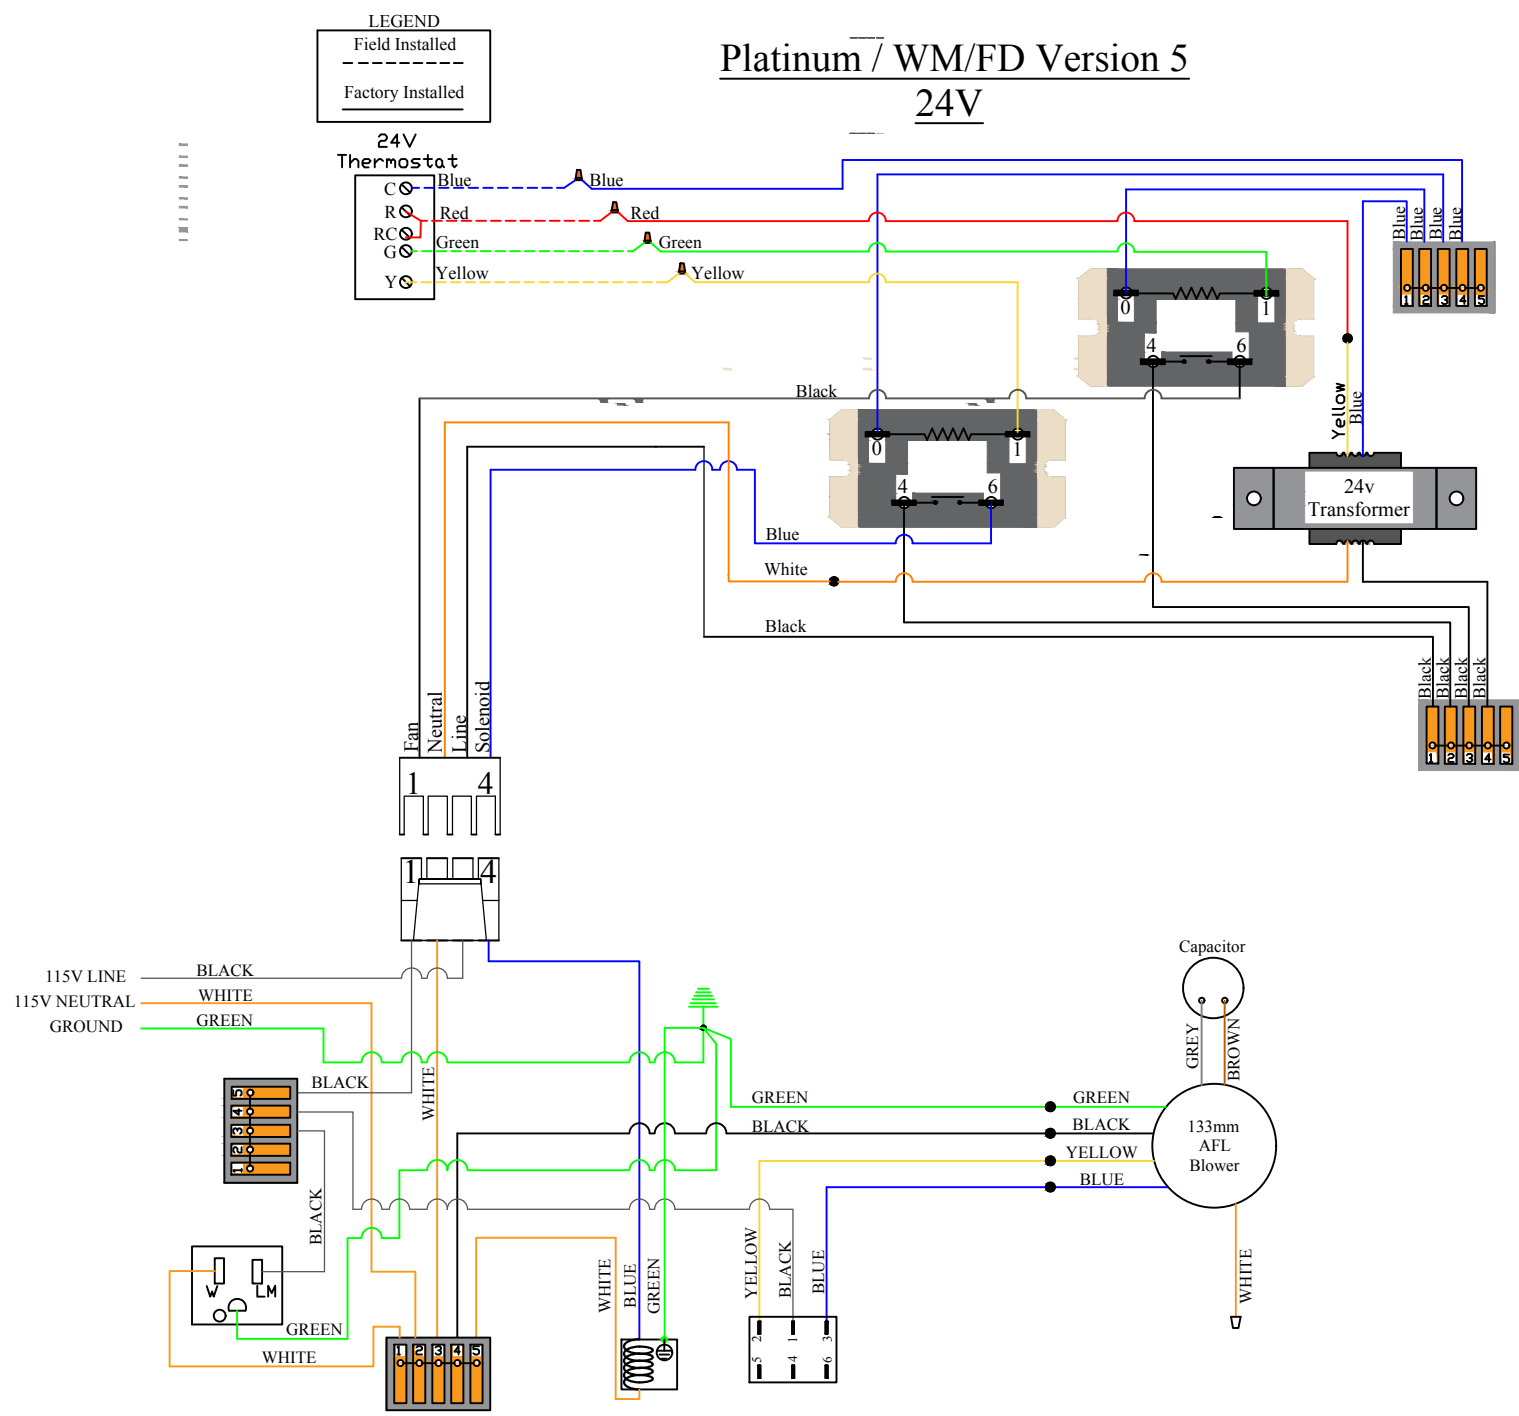 LEGEND
Field Installed
Factory Installed
Platinum / WM/FD Version 5
24V
24V
Thermostat
C Blue Blue
R Red Red
RC
G Green Green
Y Yellow Yellow
Blue Blue Blue Blue
1 2 3 4 5
0 1
4 6
Black
0 1
4 6
Yellow Blue
24v
Transformer
Blue
White
Black
Black Black Black Black
1 2 3 4 5
Fan Neutral Line Solenoid
1 4
1 4
115V LINE BLACK
115V NEUTRAL WHITE
GROUND GREEN
Capacitor
GREY BROWN
BLACK
WHITE
5
4
3
2
1
GREEN GREEN
BLACK BLACK
YELLOW
BLUE
133mm
AFL
Blower
BLACK
W LM
GREEN
WHITE
WHITE BLUE GREEN
YELLOW BLACK BLUE
WHITE
1 2 3 4 5
2 1 3
5 4 6